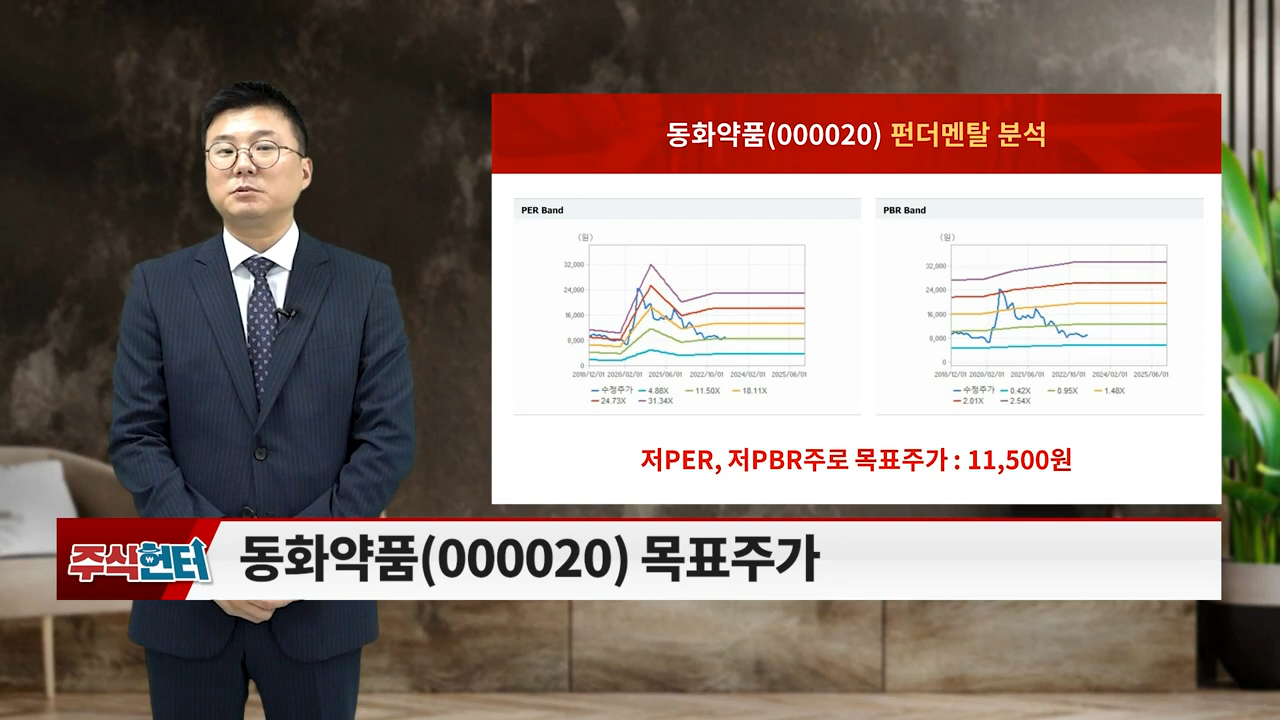 동화약품(000020) 펀더멘탈 분석
PER Band
(원)
32,000
24,000
16,000
8,000
0
2018/12/01 2020/02/01 2021/06/01 2022/10/01 2024/02/01 2025/06/01
수정주가 4.88X 11.50X 18.11X
24.73X 31.34X
PBR Band
(원)
32,000
24,000
16,000
8,000
0
2018/12/01 2020/02/01 2021/06/01 2022/10/01 2024/02/01 2025/06/01
수정주가 0.42X 0.95X 1.48X
2.01X 2.54X
저PER, 저PBR주로 목표주가 : 11,500원
주식헌터
동화약품(000020) 목표주가